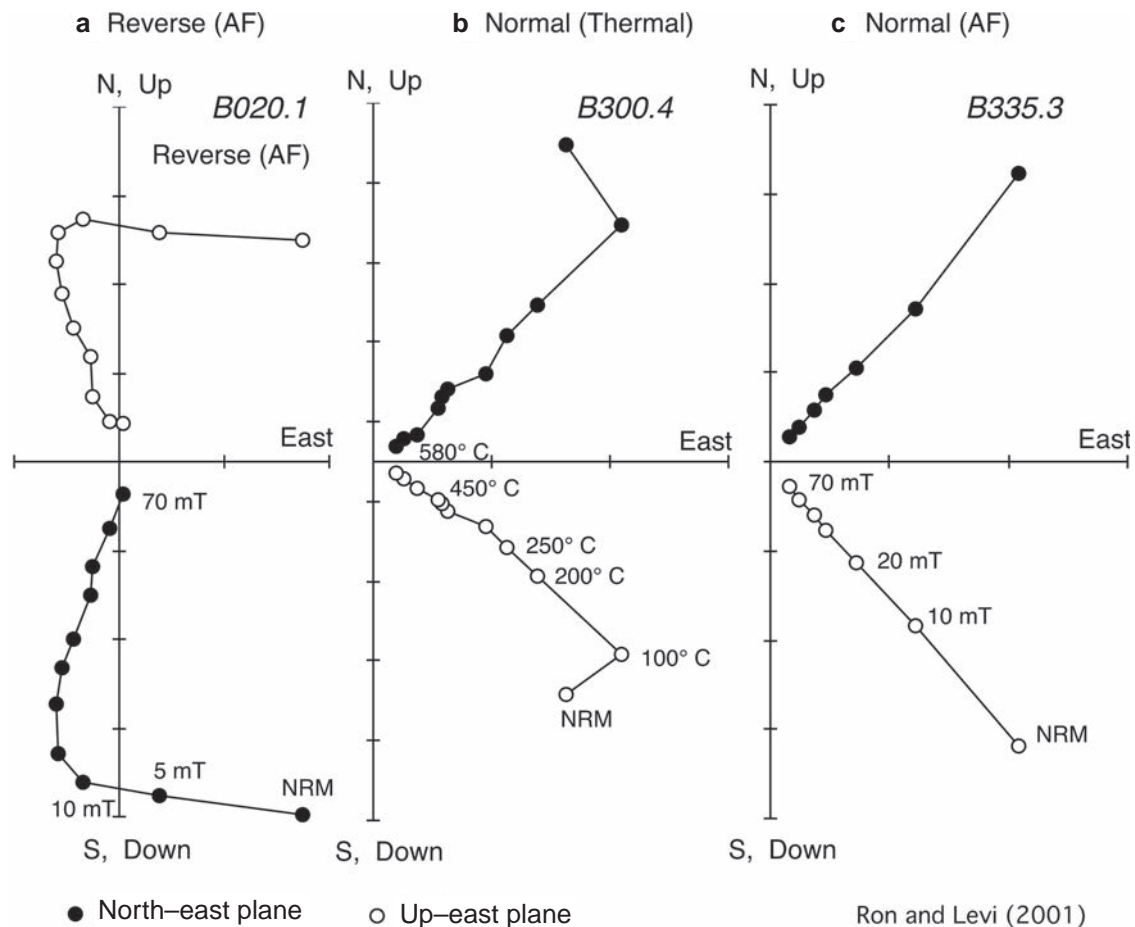 a Reverse (AF)
N, Up
B020.1
Reverse (AF)
East
70 mT
NRM
5 mT
10 mT
S, Down
b Normal (Thermal)
N, Up
B300.4
East
580° C
450° C
250° C
200° C
100° C
NRM
S, Down
c Normal (AF)
N, Up
B335.3
East
70 mT
20 mT
10 mT
NRM
S, Down
North–east plane
Up–east plane
Ron and Levi (2001)